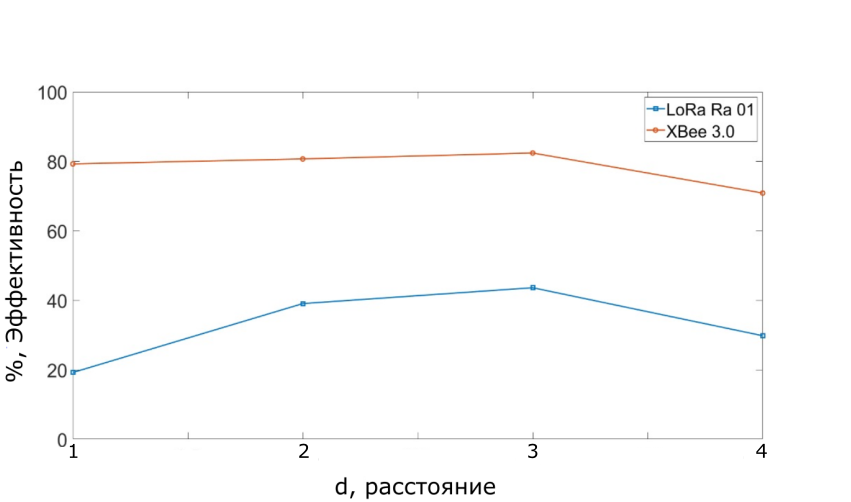 100
LoRa Ra 01
XBee 3.0
80
60
40
20
0
%, Эффективность
1
2
3
4
d, расстояние